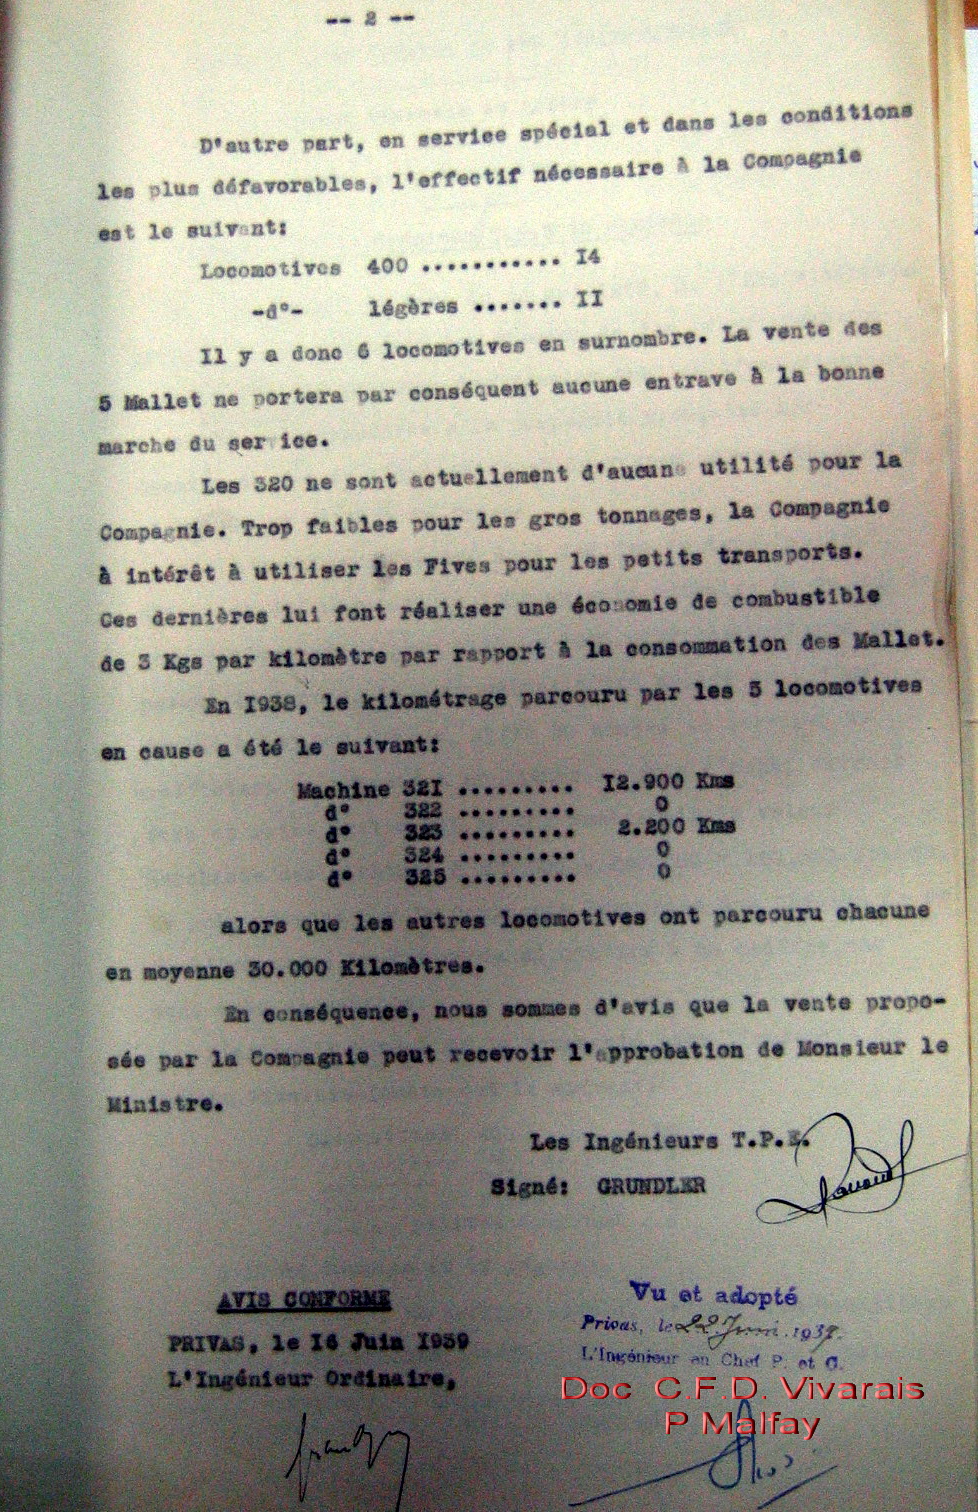 -- 2 --
D'autre part, en service spécial et dans les conditions
les plus défavorables, l'effectif nécessaire à la Compagnie
est le suivant:
Locomotives 400 ........... I4
-d°- légères ....... II
Il y a donc 6 locomotives en surnombre. La vente des
5 Mallet ne portera par conséquent aucune entrave à la bonne
marche du ser ice.
Les 320 ne sont actuellement d'aucune utilité pour la
Compagnie. Trop faibles pour les gros tonnages, la Compagnie
à intérêt à utiliser les Fives pour les petits transports.
Ces dernières lui font réaliser une économie de combustible
de 3 Kgs par kilomètre par rapport à la consommation des Mallet.
En I938, le kilométrage parcouru par les 5 locomotives
en cause a été le suivant:
Machine 32I ......... I2.900 Kms
d° 322 ......... 0
d° 323 ......... 2.200 Kms
d° 324 ......... 0
d° 325 ......... 0
alors que les autres locomotives ont parcouru chacune
en moyenne 30.000 Kilomètres.
En conséquence, nous sommes d'avis que la vente propo-
sée par la Compagnie peut recevoir l'approbation de Monsieur le
Ministre.
Les Ingénieurs T.P.E.
Signé: GRUNDLER
AVIS CONFORME
PRIVAS, le I6 Juin I939
L'Ingénieur Ordinaire,
Vu et adopté
Privas, le 22 Juin 1939.
L'Ingénieur en Chef P. et C.
Doc C.F.D. Vivarais
P Malfay